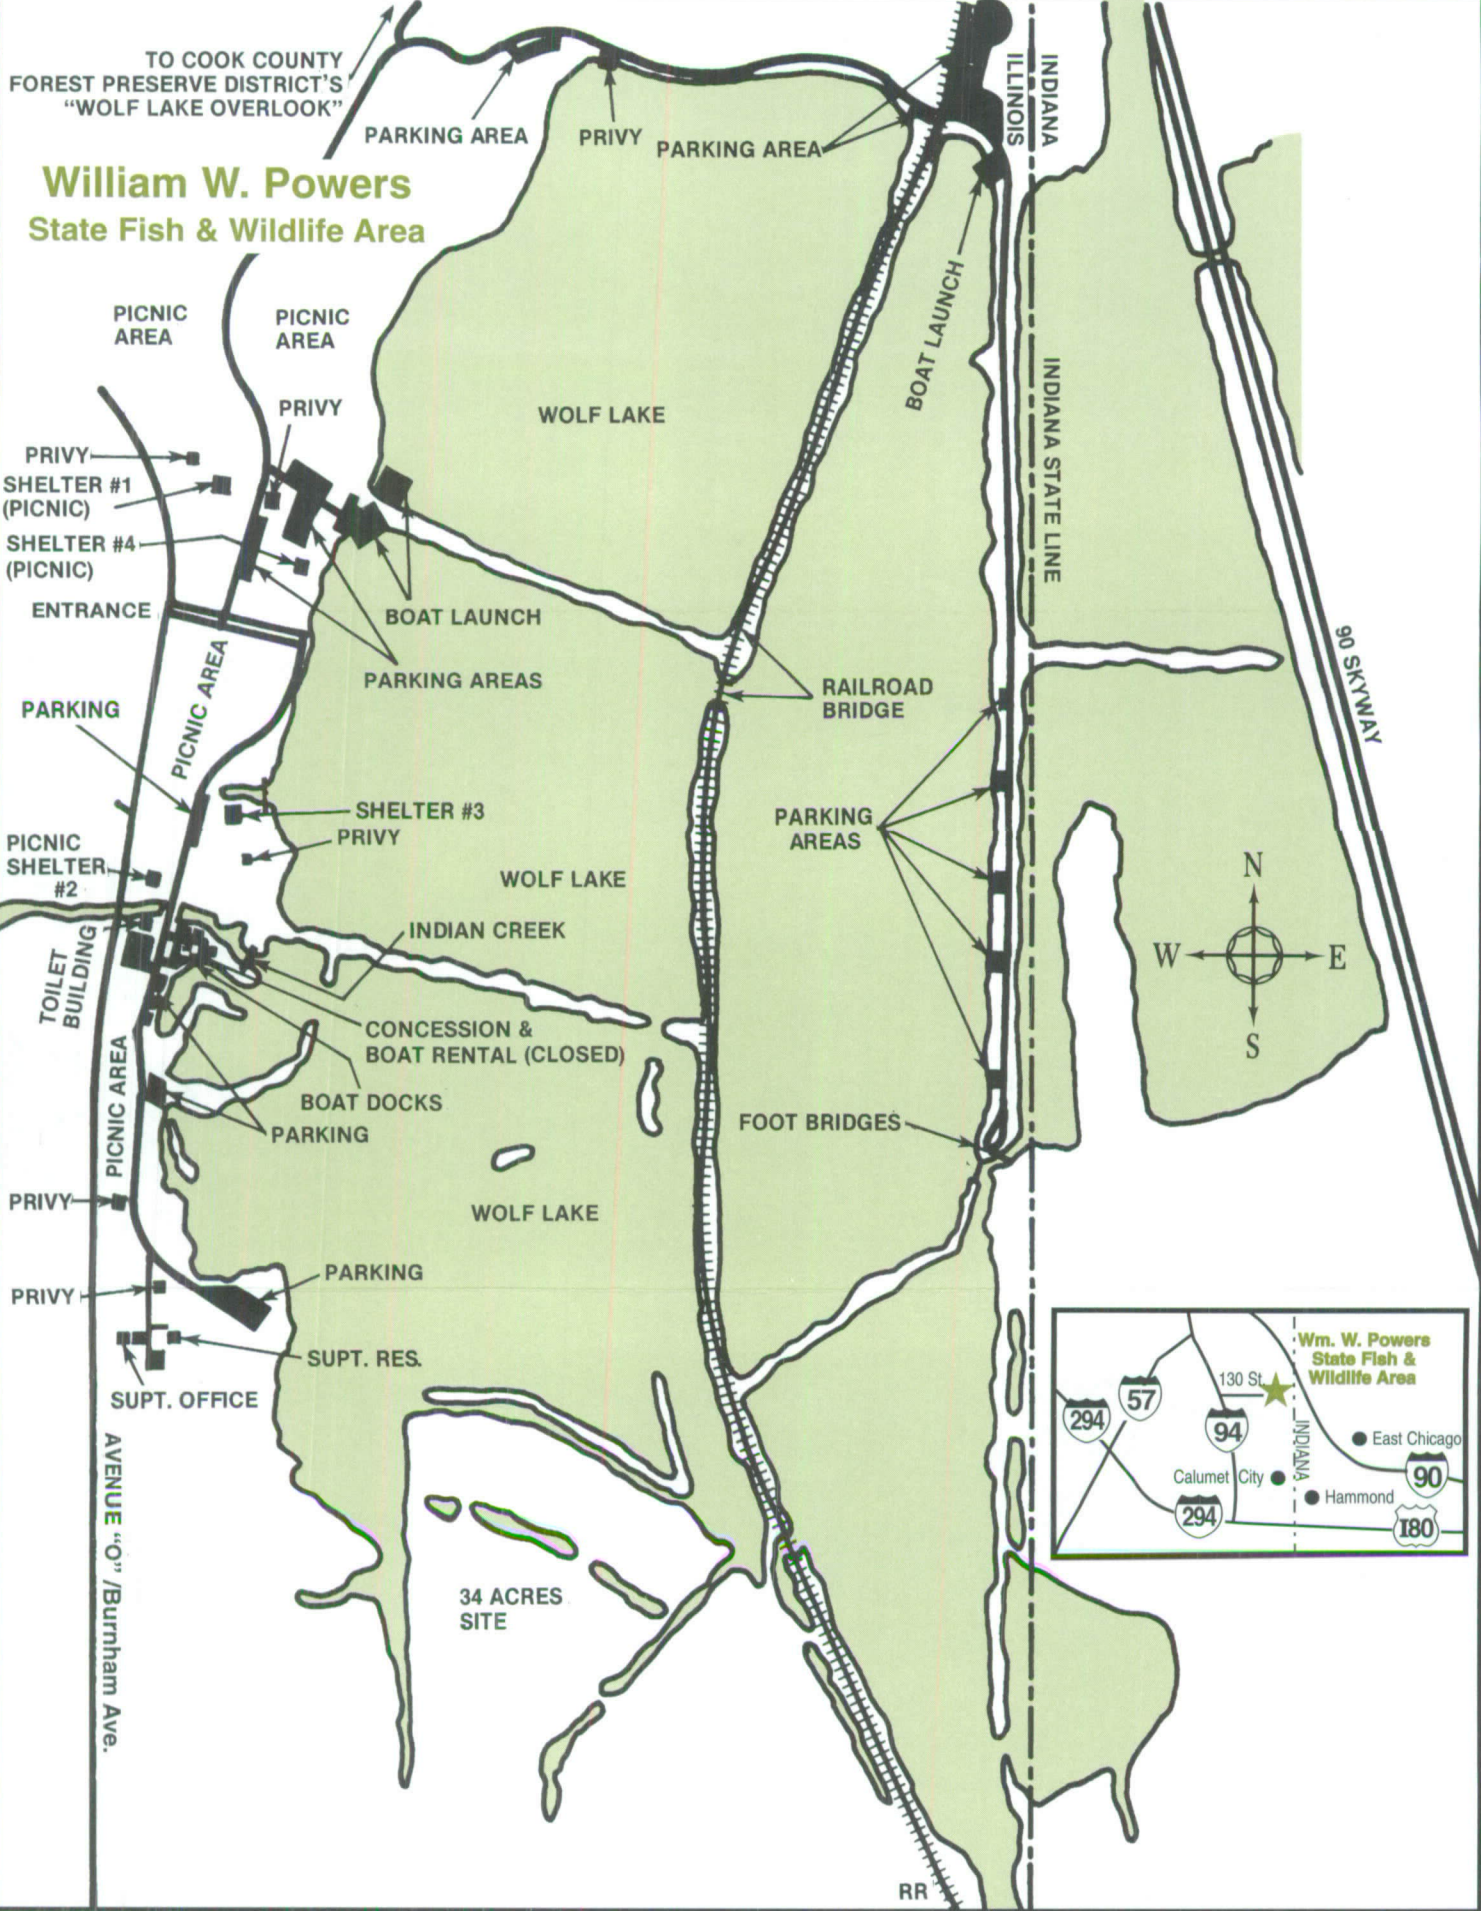 TO COOK COUNTY
FOREST PRESERVE DISTRICT'S
"WOLF LAKE OVERLOOK"
PARKING AREA
PRIVY
PARKING AREA
ILLINOIS
INDIANA
William W. Powers
State Fish & Wildlife Area
PICNIC
AREA
PICNIC
AREA
BOAT LAUNCH
INDIANA STATE LINE
PRIVY
WOLF LAKE
PRIVY
SHELTER #1
(PICNIC)
SHELTER #4
(PICNIC)
ENTRANCE
BOAT LAUNCH
PARKING AREAS
RAILROAD
BRIDGE
90 SKYWAY
PICNIC AREA
PARKING
SHELTER #3
PRIVY
PARKING
AREAS
PICNIC
SHELTER
#2
WOLF LAKE
N
W
E
S
INDIAN CREEK
TOILET
BUILDING
CONCESSION &
BOAT RENTAL (CLOSED)
BOAT DOCKS
PARKING
PICNIC AREA
FOOT BRIDGES
PRIVY
WOLF LAKE
PARKING
PRIVY
SUPT. RES.
SUPT. OFFICE
AVENUE "O" /Burnham Ave.
34 ACRES
SITE
RR
Wm. W. Powers
State Fish &
Wildlife Area
130 St.
57
294
94
INDIANA
East Chicago
Calumet City
90
Hammond
294
I80